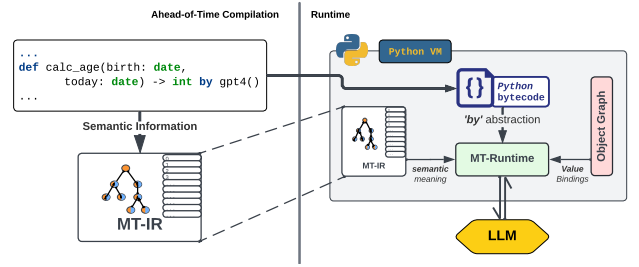 Ahead-of-Time Compilation
Runtime
...
def calc_age(birth: date,
today: date) -> int by gpt4()
...
Semantic Information
MT-IR
Python VM
{}
Python
bytecode
'by' abstraction
MT-IR
semantic
meaning
MT-Runtime
Value
Bindings
Object Graph
LLM